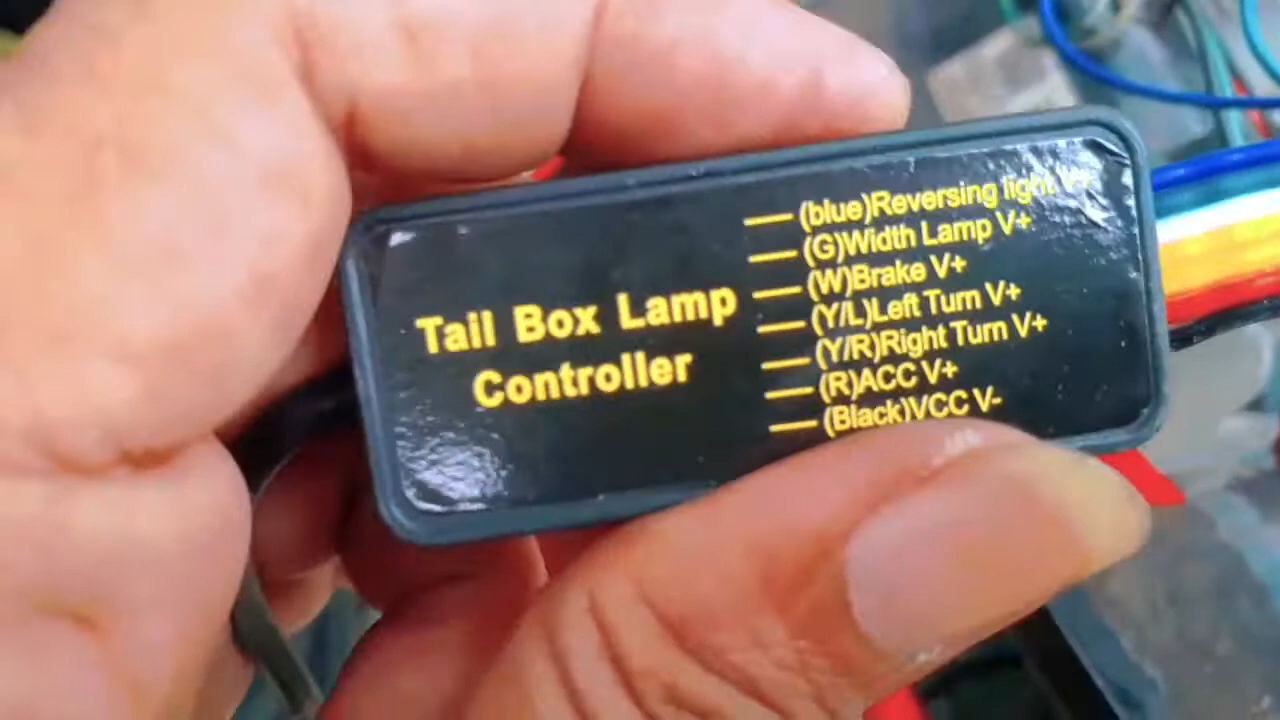 Tail Box Lamp
Controller
(blue)Reversing light V+
(G)Width Lamp V+
(W)Brake V+
(Y/L)Left Turn V+
(Y/R)Right Turn V+
(R)ACC V+
(Black)VCC V-